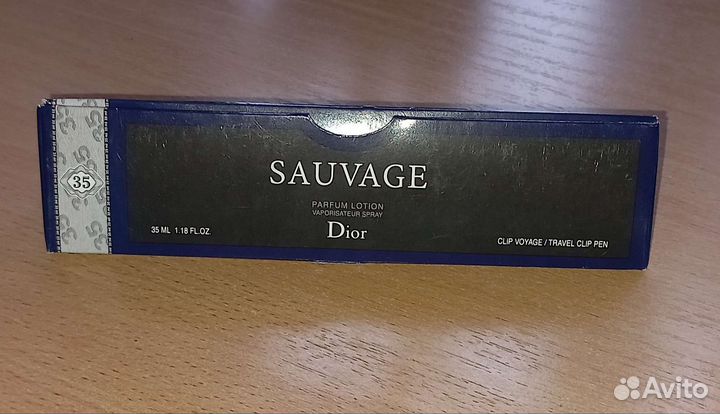 35
SAUVAGE
PARFUM LOTION
VAPORISATEUR SPRAY
35 ML 1.18 FL.OZ.
Dior
CLIP VOYAGE / TRAVEL CLIP PEN
Avito